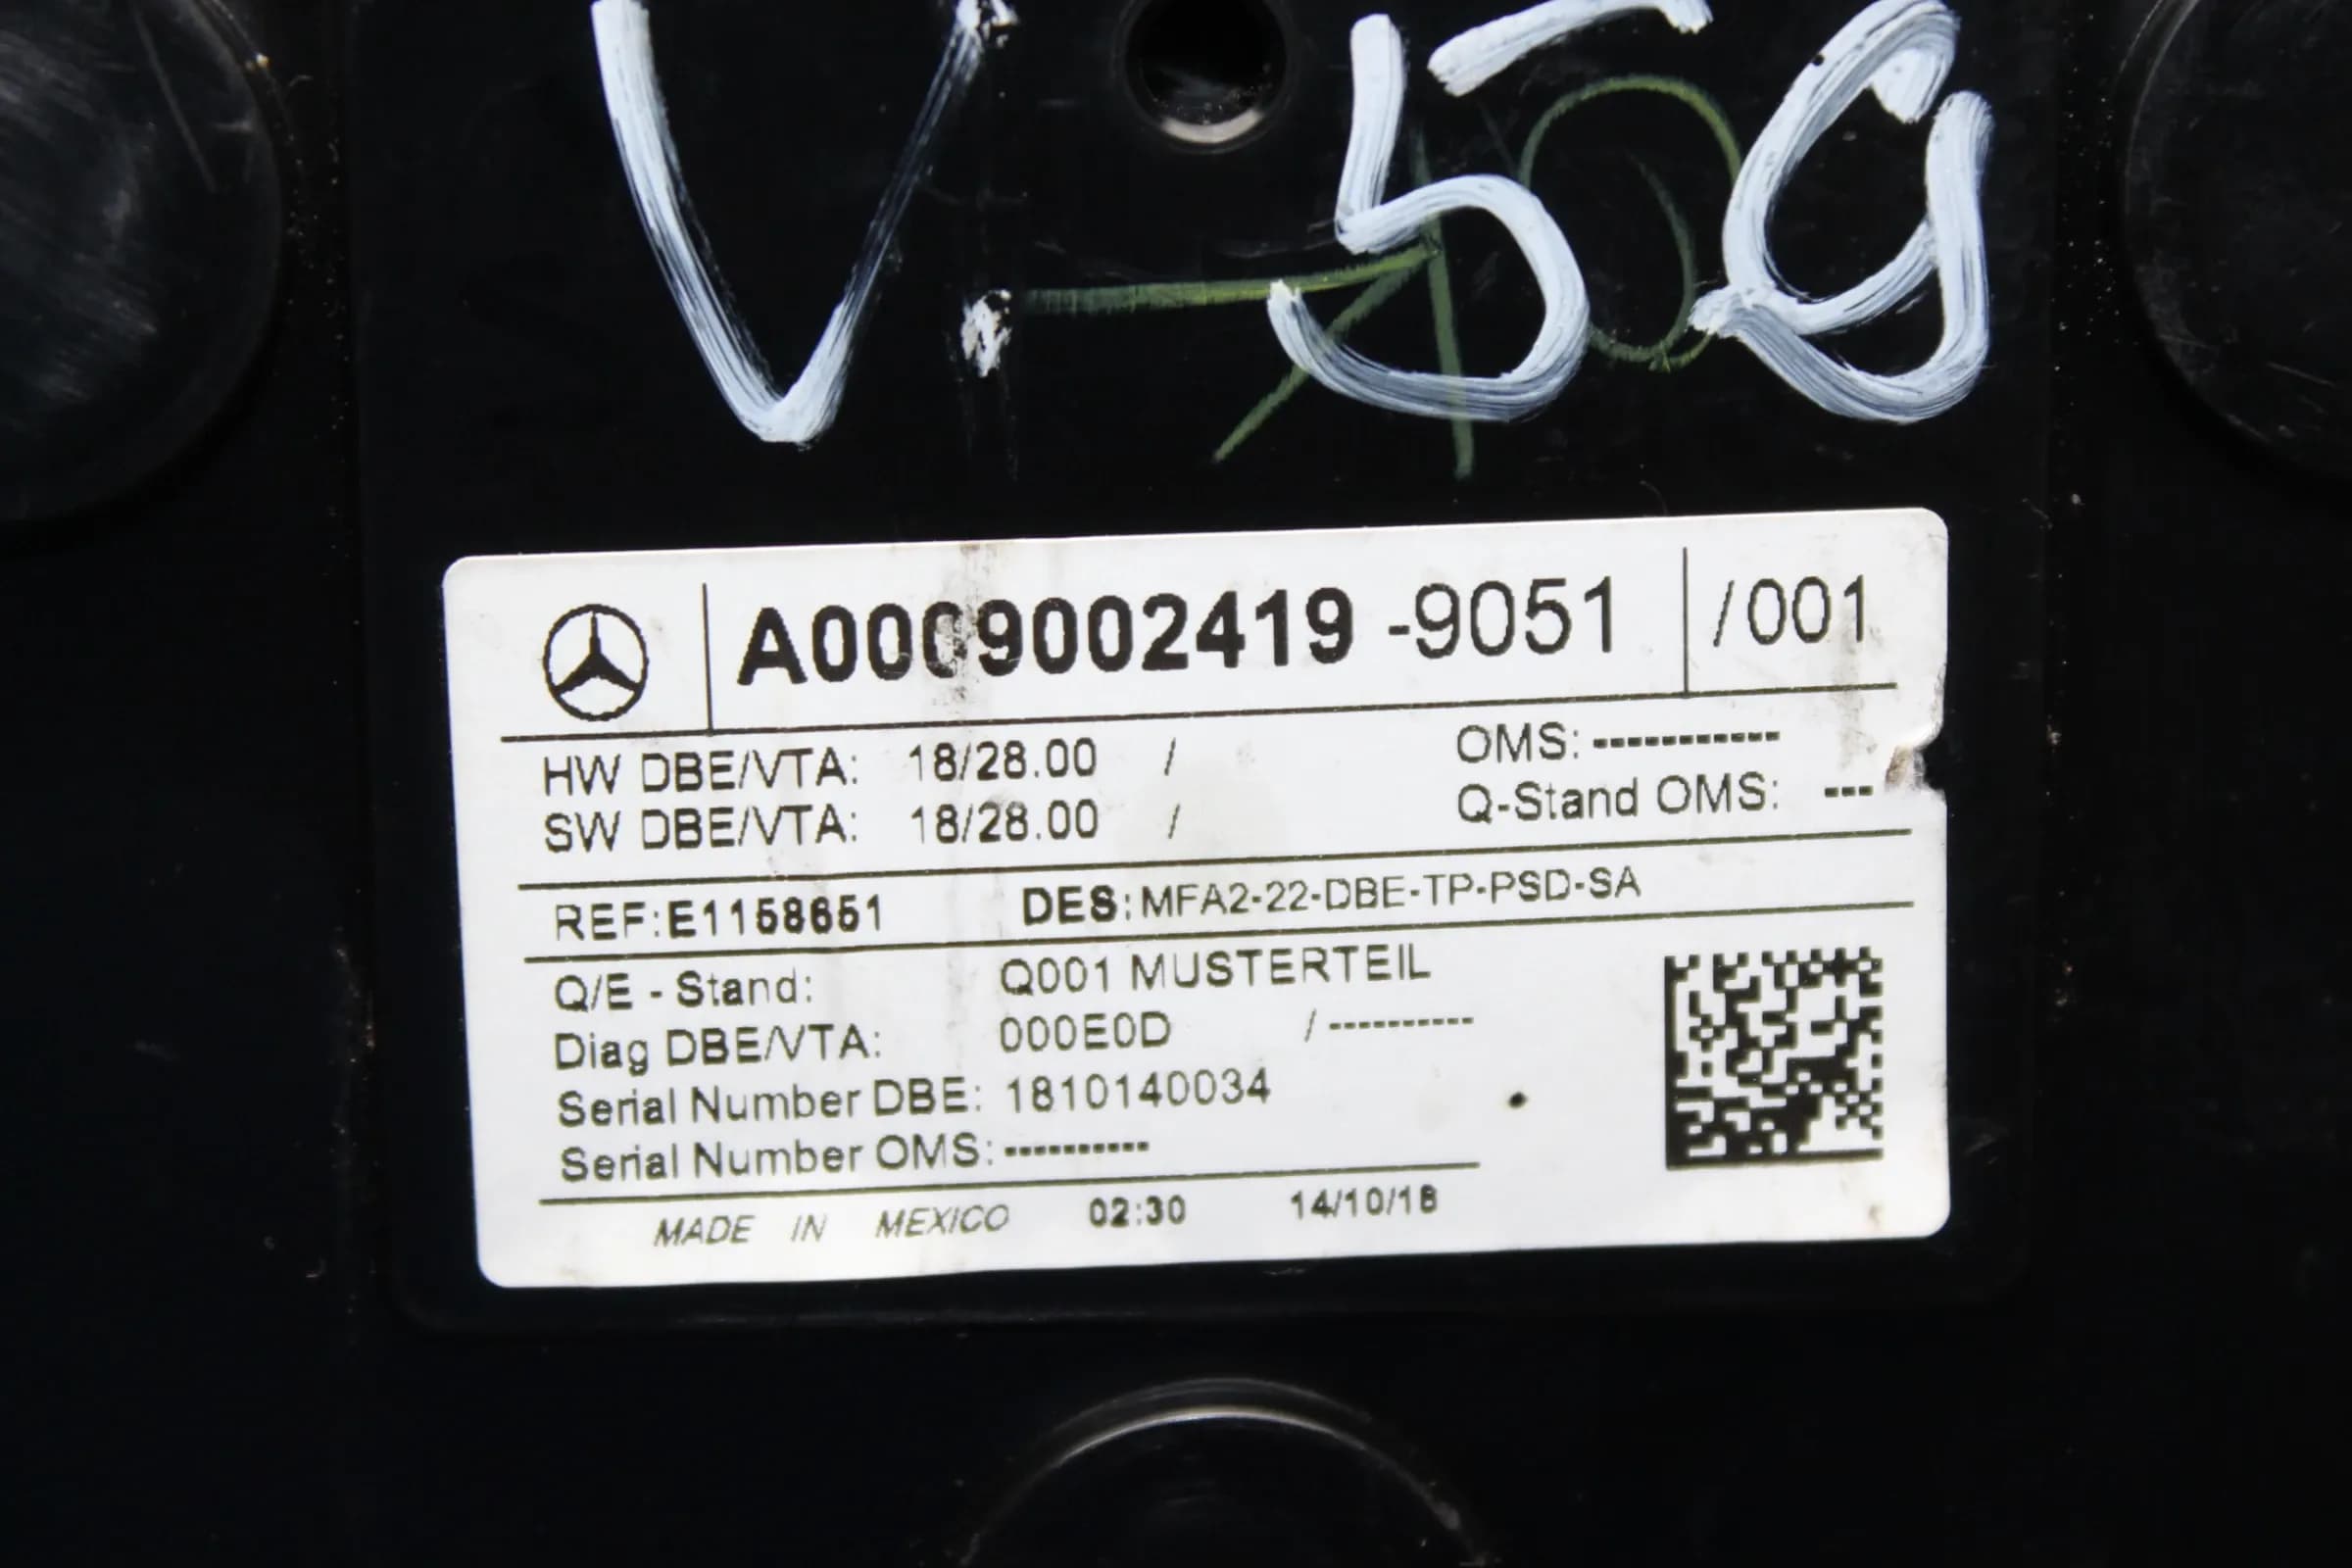 V. 59
A0009002419 -9051 /001
HW DBE/VTA: 18/28.00 / OMS: -----------
SW DBE/VTA: 18/28.00 / Q-Stand OMS: ---
REF:E1158651 DES:MFA2-22-DBE-TP-PSD-SA
Q/E - Stand: Q001 MUSTERTEIL
Diag DBE/VTA: 000E0D / ----------
Serial Number DBE: 1810140034
Serial Number OMS: ----------
MADE IN MEXICO 02:30 14/10/18